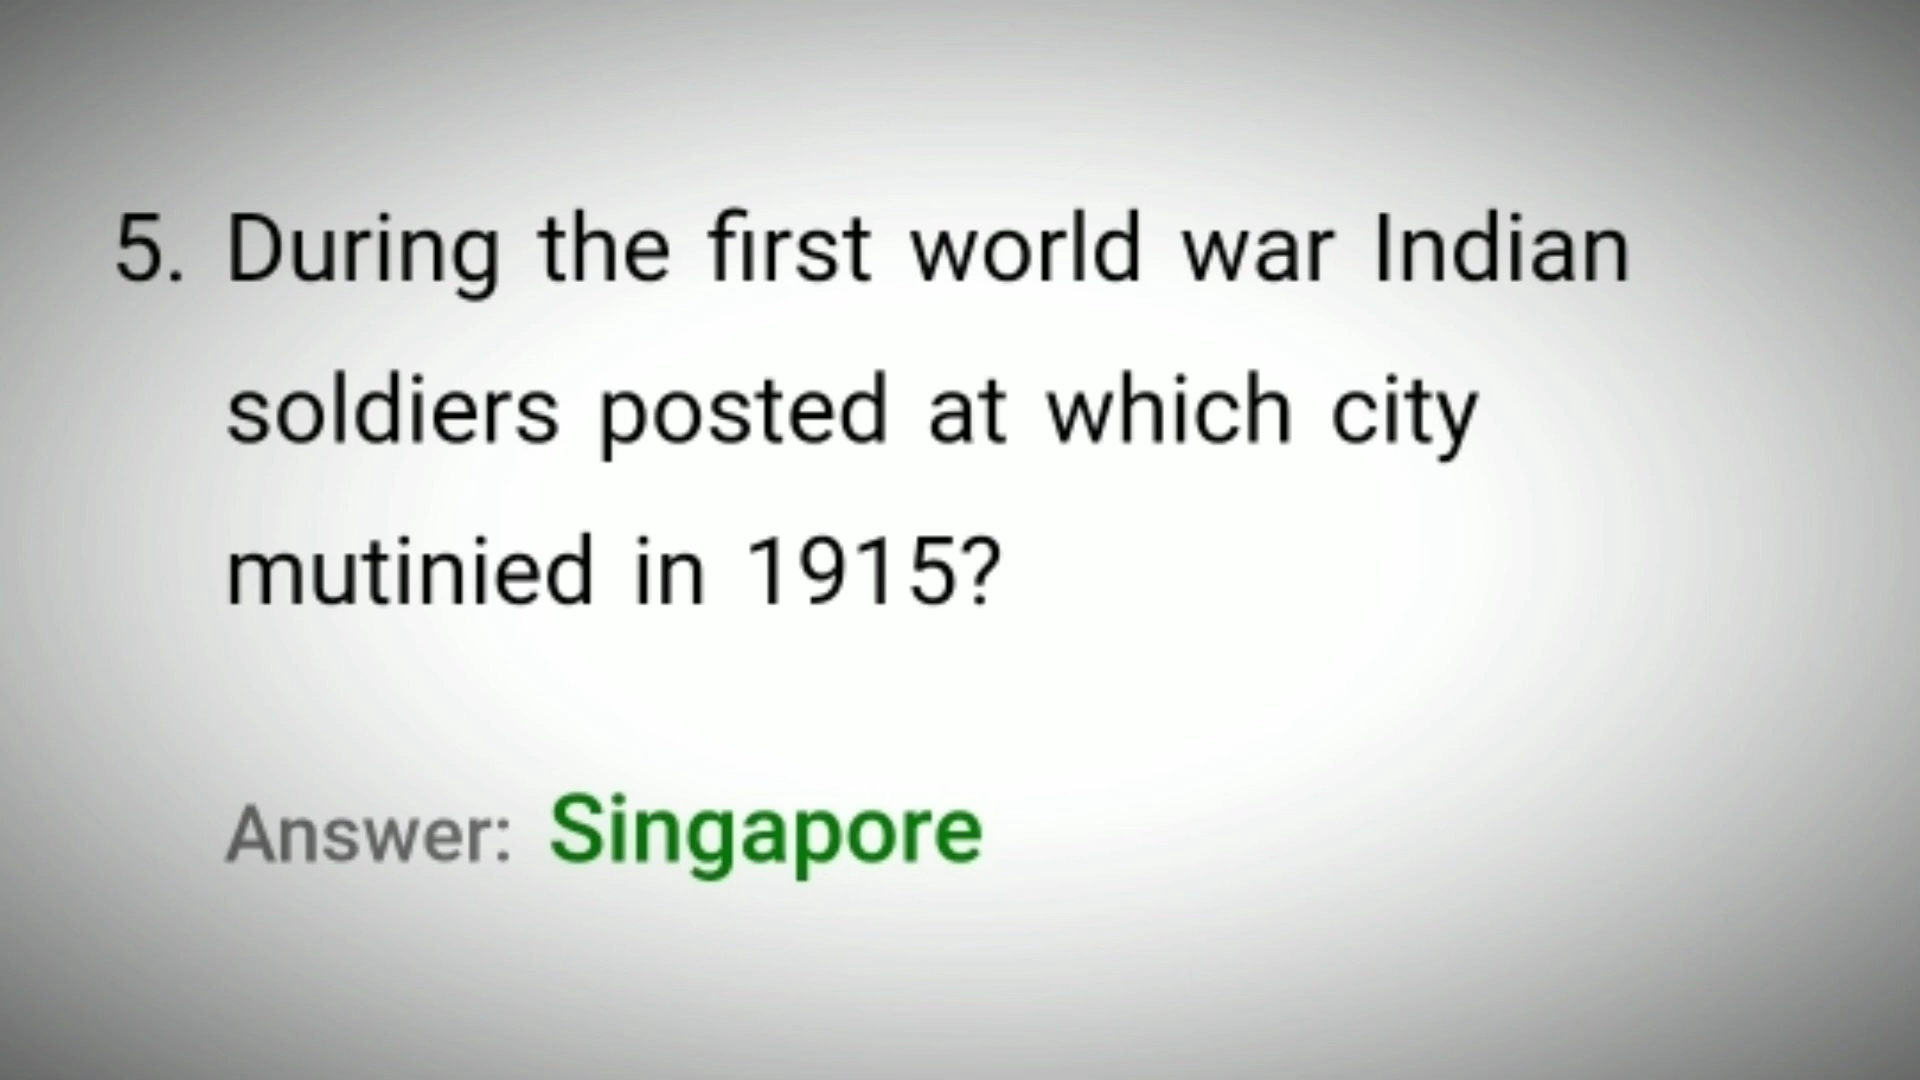 5. During the first world war Indian
soldiers posted at which city
mutinied in 1915?
Answer: Singapore